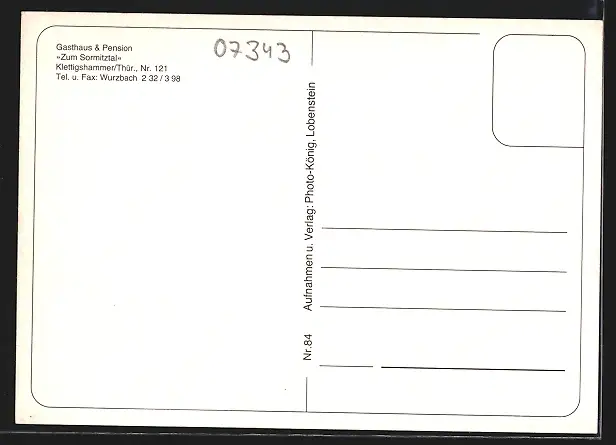 Gasthaus & Pension
»Zum Sormitztal«
Klettigshammer/Thür., Nr. 121
Tel. u. Fax: Wurzbach 2 32 / 3 98
07343
Nr.84 Aufnahmen u. Verlag: Photo-König, Lobenstein